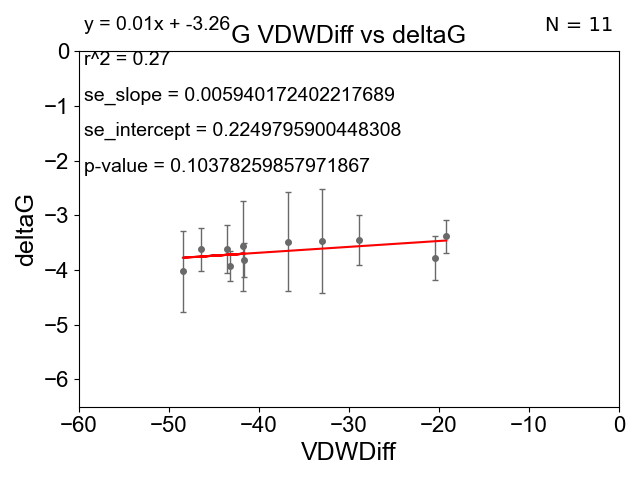 y = 0.01x + -3.26
N = 11
G VDWDiff vs deltaG
r^2 = 0.27
se_slope = 0.005940172402217689
se_intercept = 0.2249795900448308
p-value = 0.10378259857971867
0
−1
−2
−3
−4
−5
−6
deltaG
−60
−50
−40
−30
−20
−10
0
VDWDiff